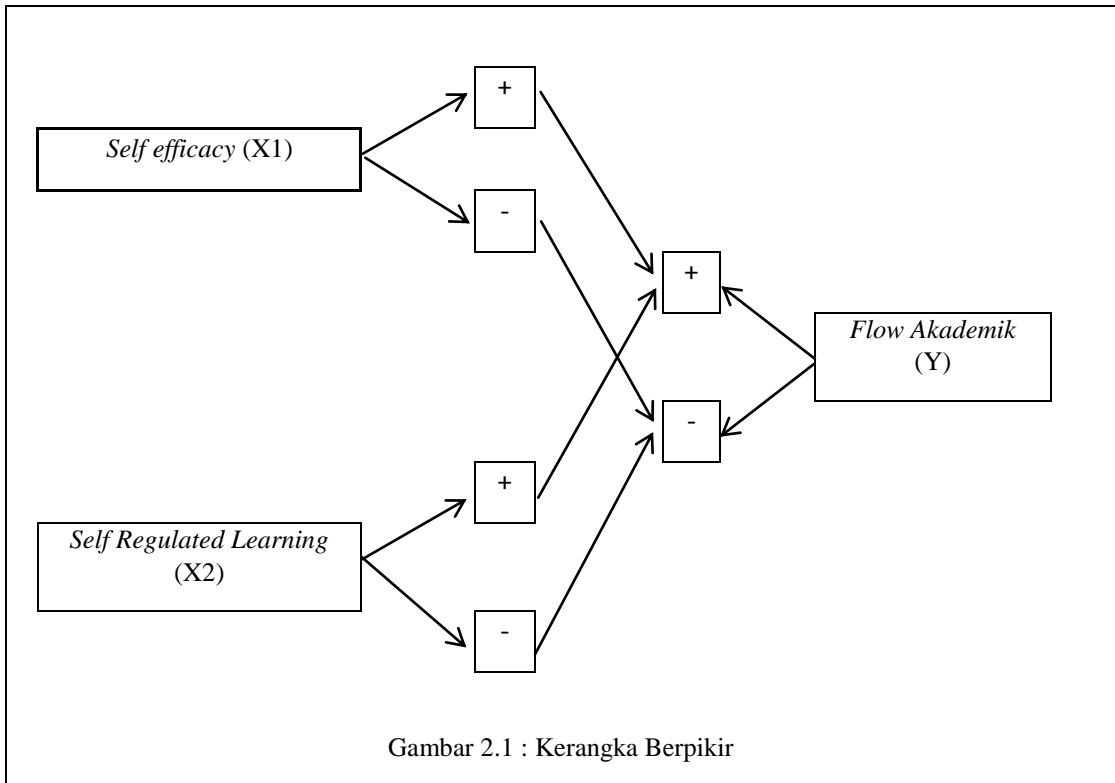 +
Self efficacy (X1)
-
+
Flow Akademik
(Y)
-
+
Self Regulated Learning
(X2)
-
Gambar 2.1 : Kerangka Berpikir